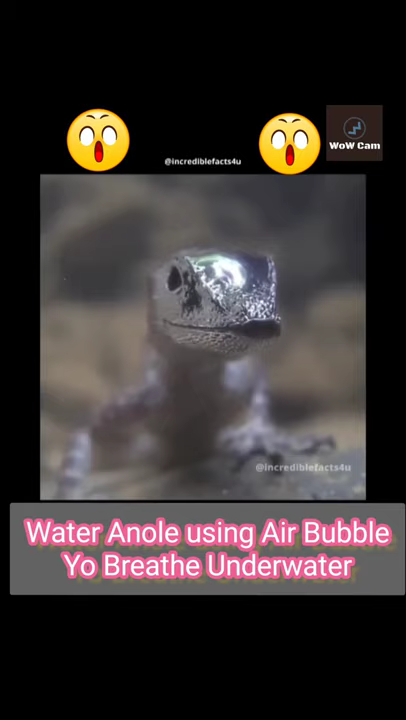 WoW Cam
@incrediblefacts4u
@incrediblefacts4u
Water Anole using Air Bubble
Yo Breathe Underwater